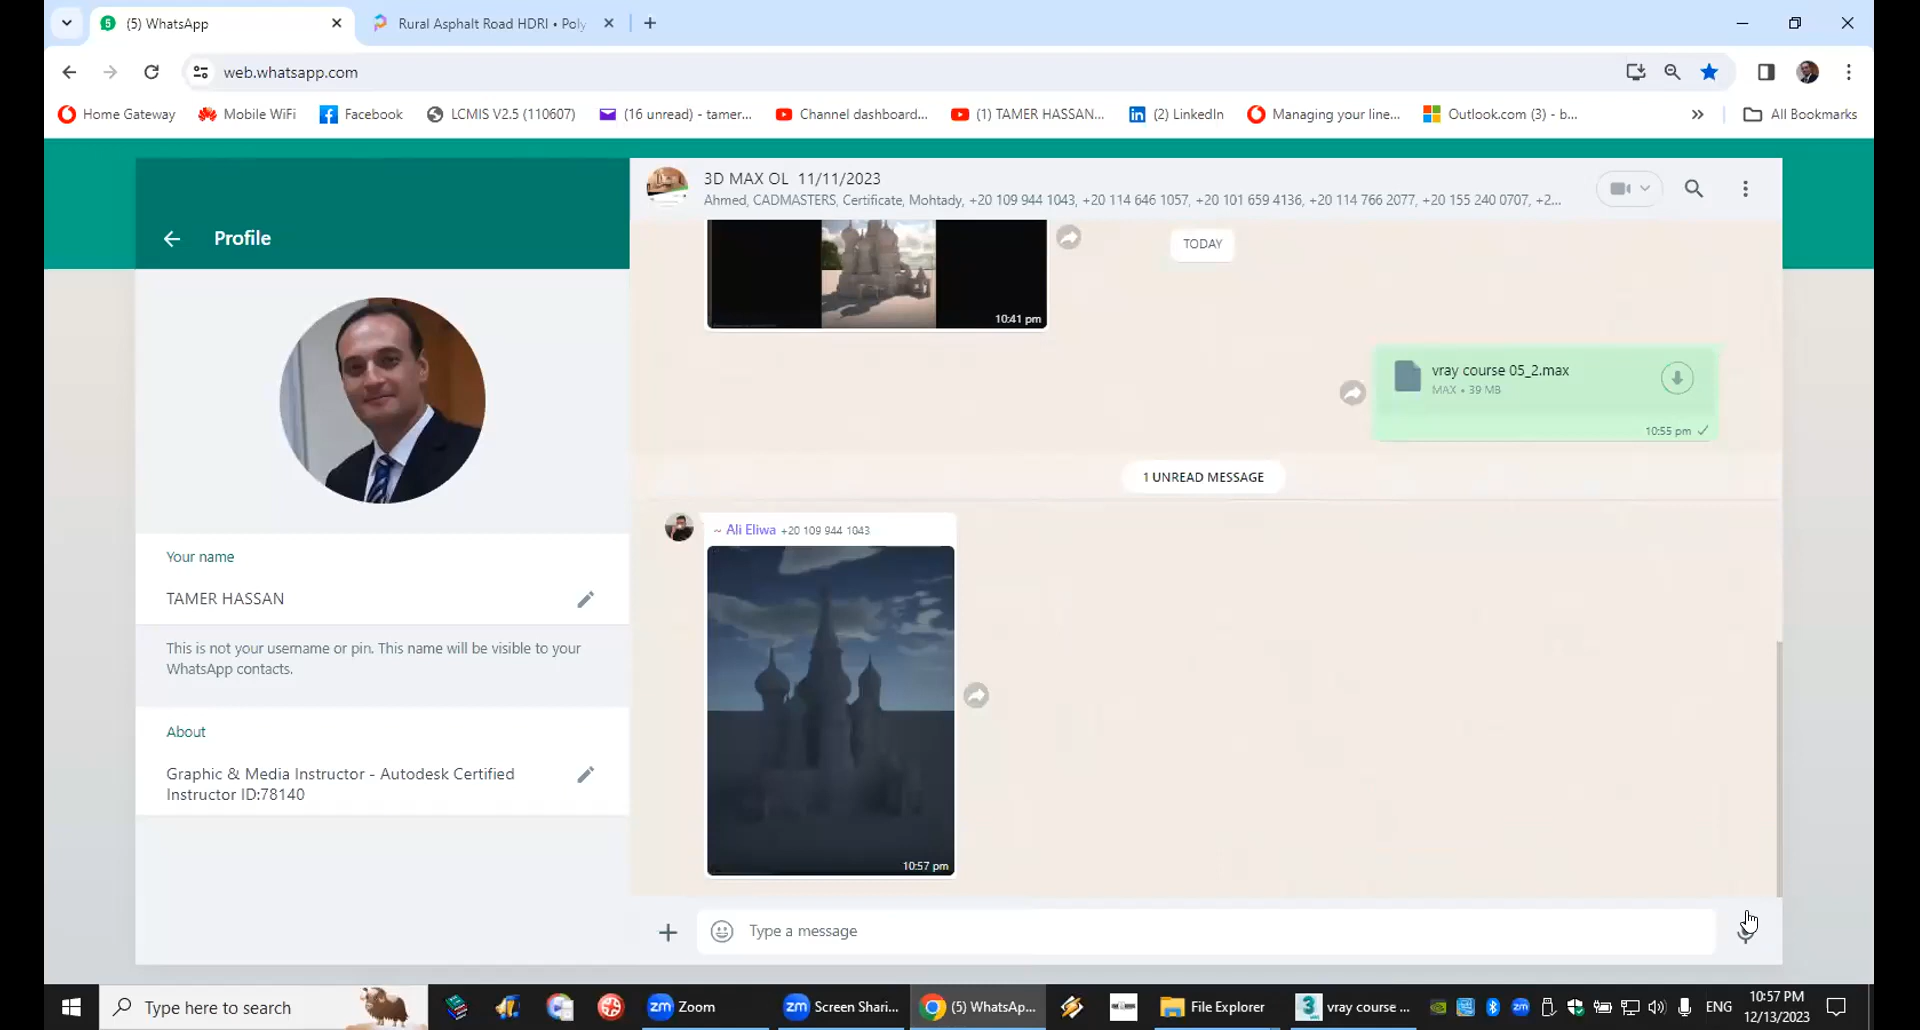 (5) WhatsApp
Rural Asphalt Road HDRI • Poly
web.whatsapp.com
Home Gateway
Mobile WiFi
Facebook
LCMIS V2.5 (110607)
(16 unread) - tamer...
Channel dashboard...
(1) TAMER HASSAN...
(2) LinkedIn
Managing your line...
Outlook.com (3) - b...
All Bookmarks
Profile
Your name
TAMER HASSAN
This is not your username or pin. This name will be visible to your
WhatsApp contacts.
About
Graphic & Media Instructor - Autodesk Certified
Instructor ID:78140
3D MAX OL 11/11/2023
Ahmed, CADMASTERS, Certificate, Mohtady, +20 109 944 1043, +20 114 646 1057, +20 101 659 4136, +20 114 766 2077, +20 155 240 0707, +2...
TODAY
10:41 pm
vray course 05_2.max
MAX • 39 MB
10:55 pm
1 UNREAD MESSAGE
~ Ali Eliwa +20 109 944 1043
10:57 pm
Type a message
Type here to search
zm Zoom
zm Screen Shari...
(5) WhatsAp...
File Explorer
3 vray course ...
zm
ENG
10:57 PM
12/13/2023